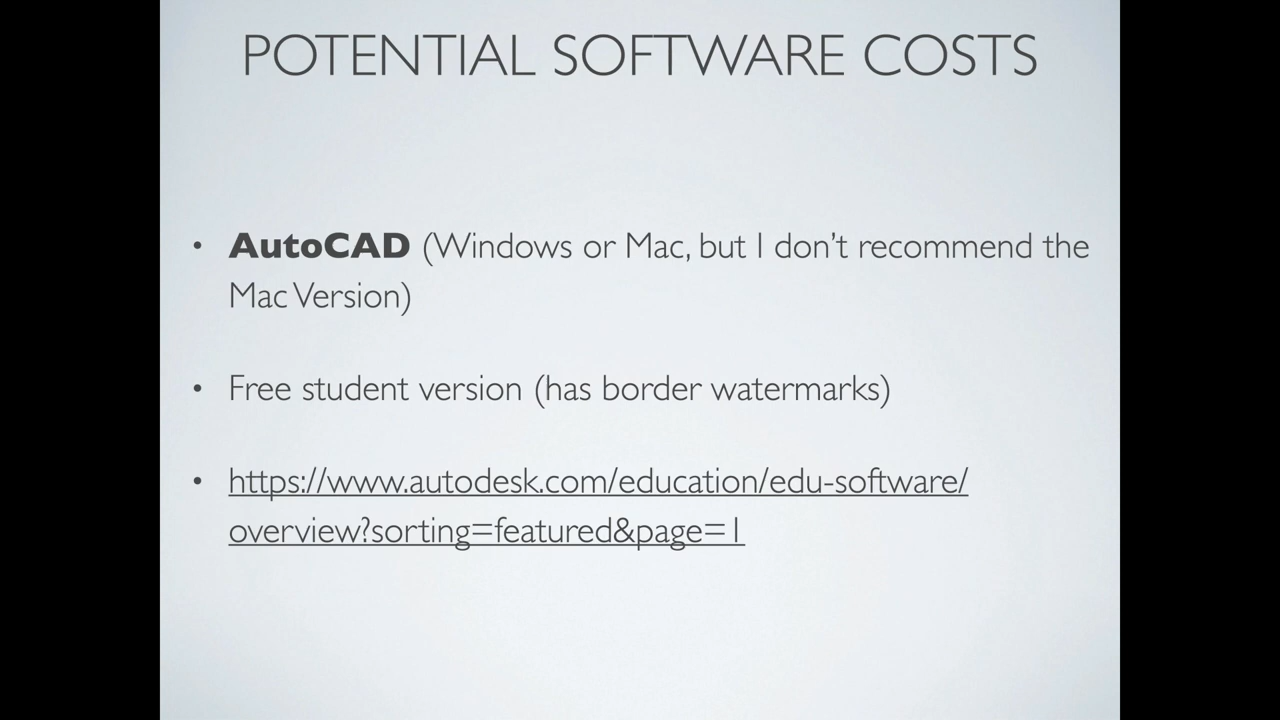 POTENTIAL SOFTWARE COSTS
• AutoCAD (Windows or Mac, but I don’t recommend the
Mac Version)
• Free student version (has border watermarks)
• https://www.autodesk.com/education/edu-software/
overview?sorting=featured&page=1